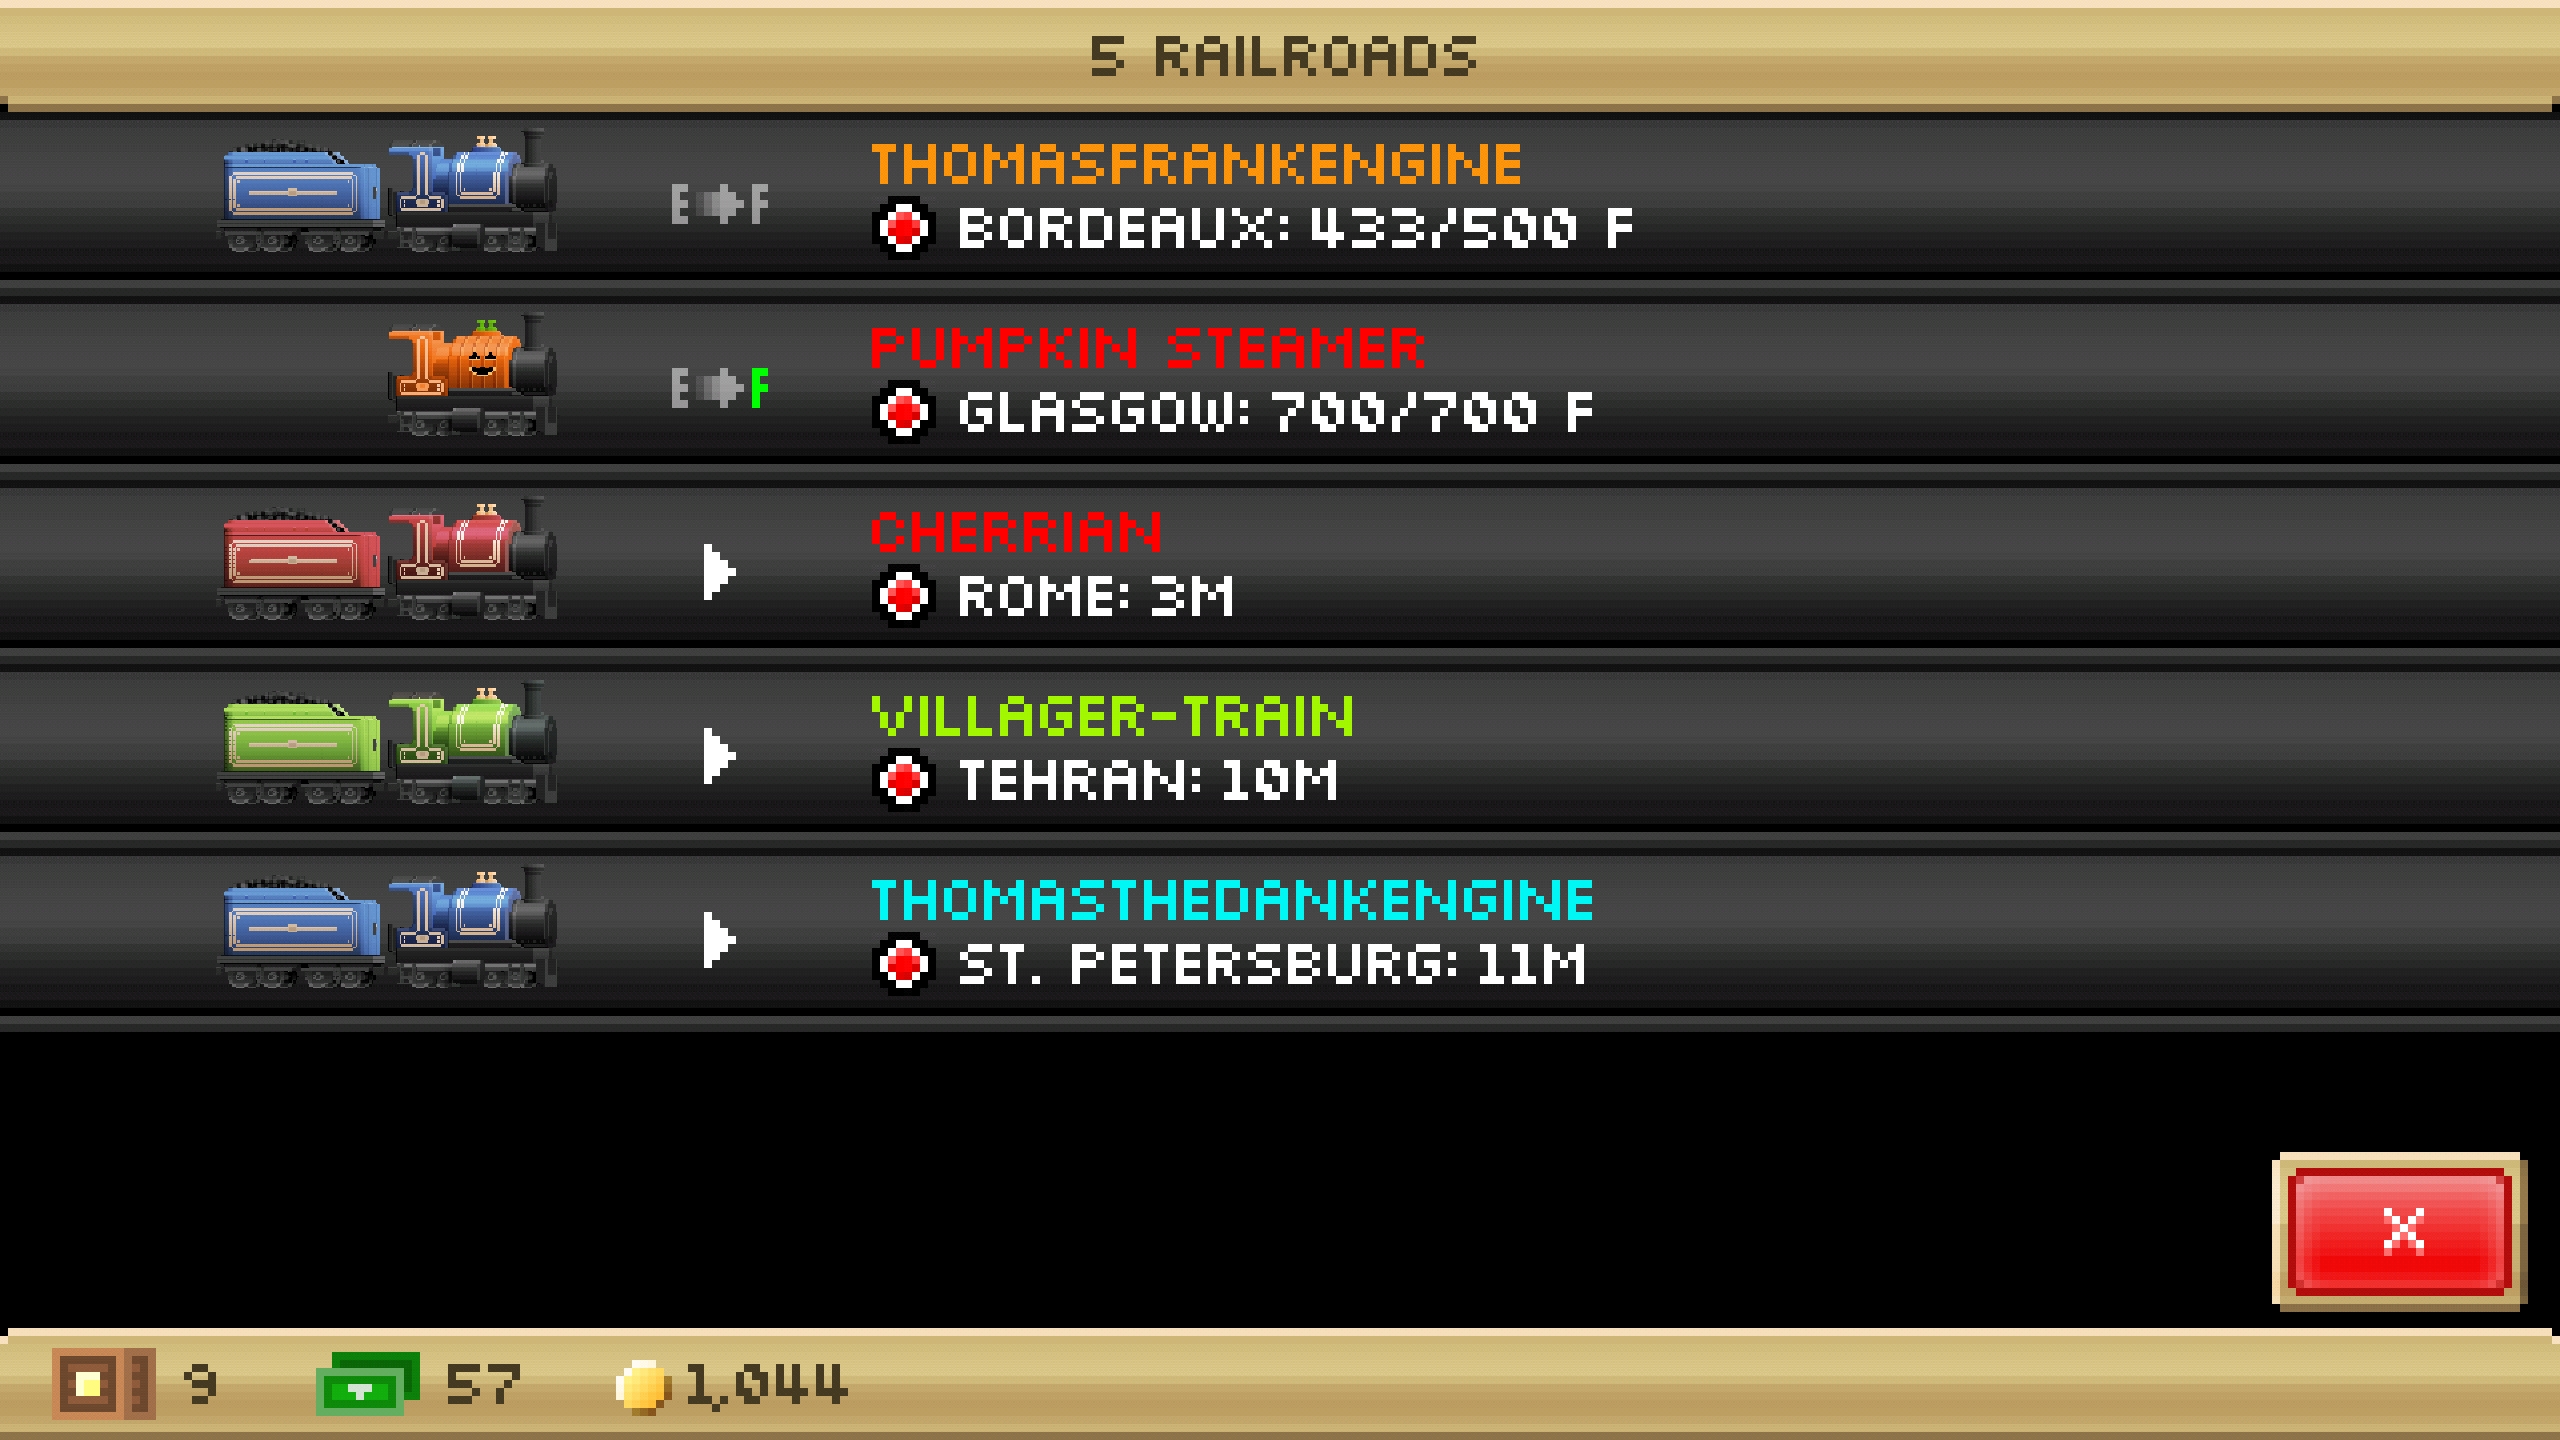 5 RAILROADS
THOMASFRANKENGINE
E F
BORDEAUX: 433/500 F
PUMPKIN STEAMER
E F
GLASGOW: 700/700 F
CHERRIAN
ROME: 3M
VILLAGER-TRAIN
TEHRAN: 10M
THOMASTHEDANKENGINE
ST. PETERSBURG: 11M
X
9 57 1,044